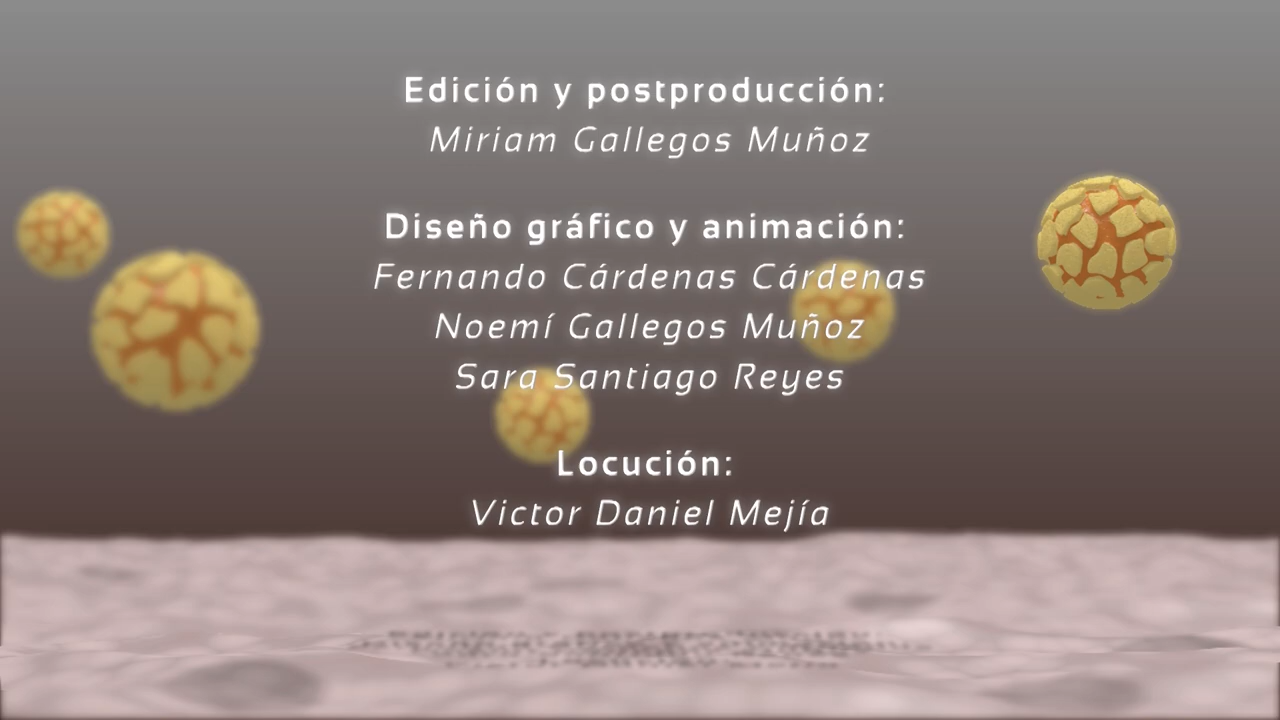 Edición y postproducción:
Miriam Gallegos Muñoz
Diseño gráfico y animación:
Fernando Cárdenas Cárdenas
Noemí Gallegos Muñoz
Sara Santiago Reyes
Locución:
Victor Daniel Mejía